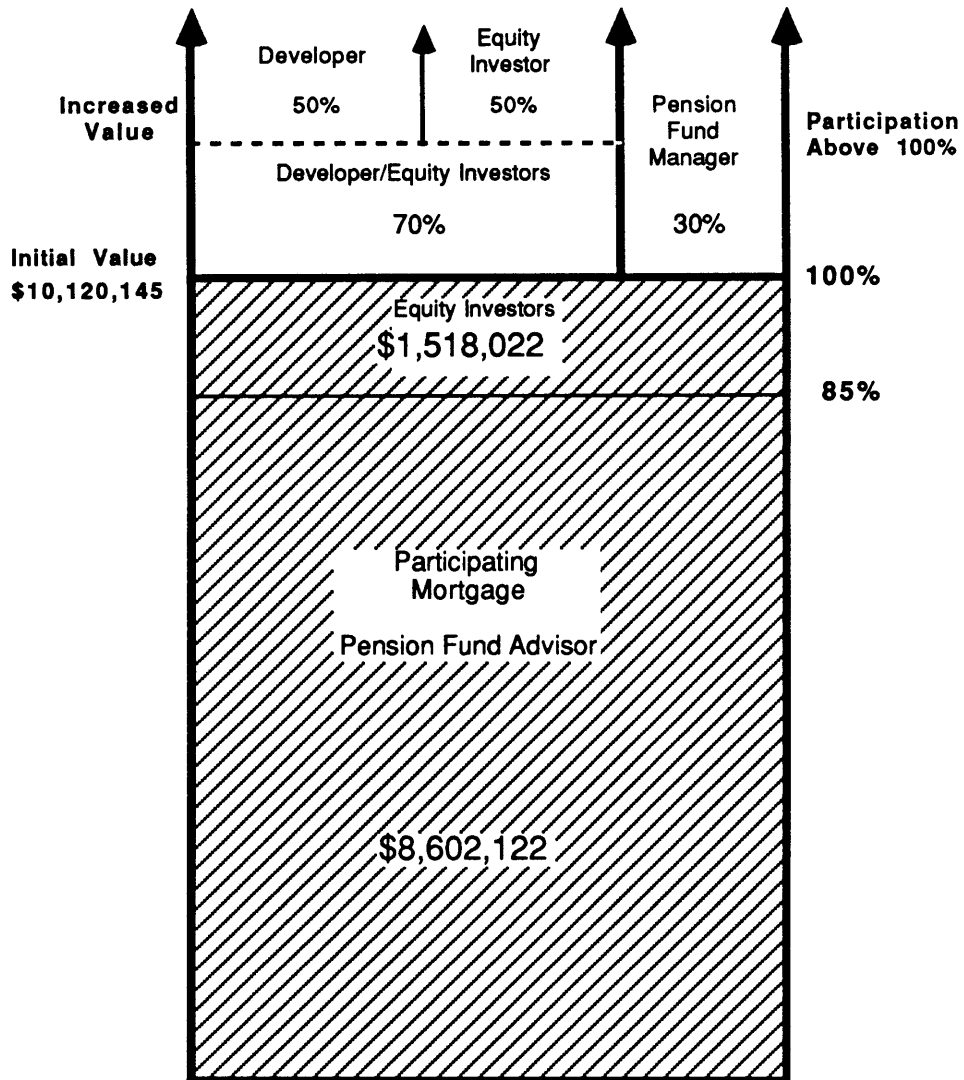 Developer
Equity
Investor
50%
50%
Increased
Value
Pension
Fund
Manager
Participation
Above 100%
Developer/Equity Investors
70%
30%
Initial Value
$10,120,145
100%
Equity Investors
$1,518,022
85%
Participating
Mortgage
Pension Fund Advisor
$8,602,122